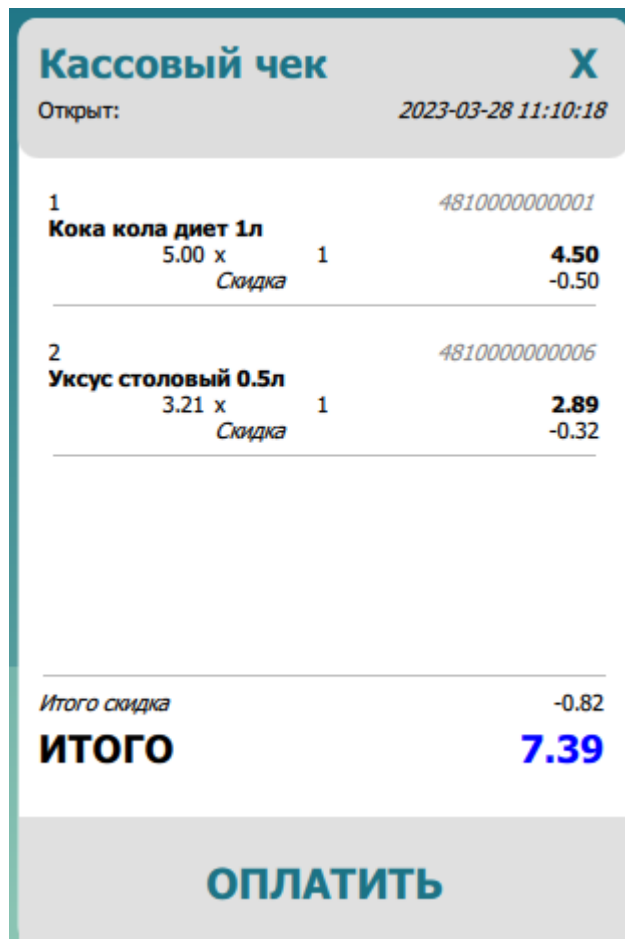 Кассовый чек X
Открыт: 2023-03-28 11:10:18
1 4810000000001
Кока кола диет 1л
5.00 x 1 4.50
Скидка -0.50
2 4810000000006
Уксус столовый 0.5л
3.21 x 1 2.89
Скидка -0.32
Итого скидка -0.82
ИТОГО 7.39
ОПЛАТИТЬ